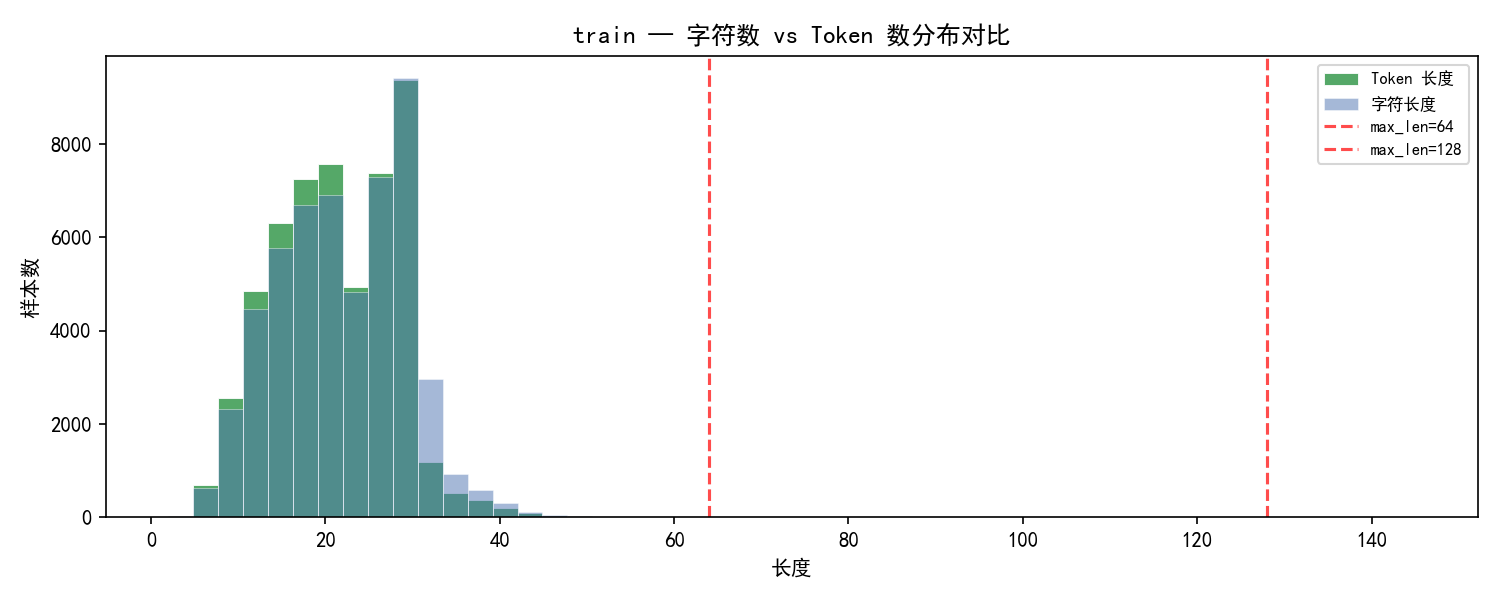 train — 字符数 vs Token 数分布对比
Token 长度
字符长度
max_len=64
max_len=128
样本数
8000
6000
4000
2000
0
0 20 40 60 80 100 120 140
长度